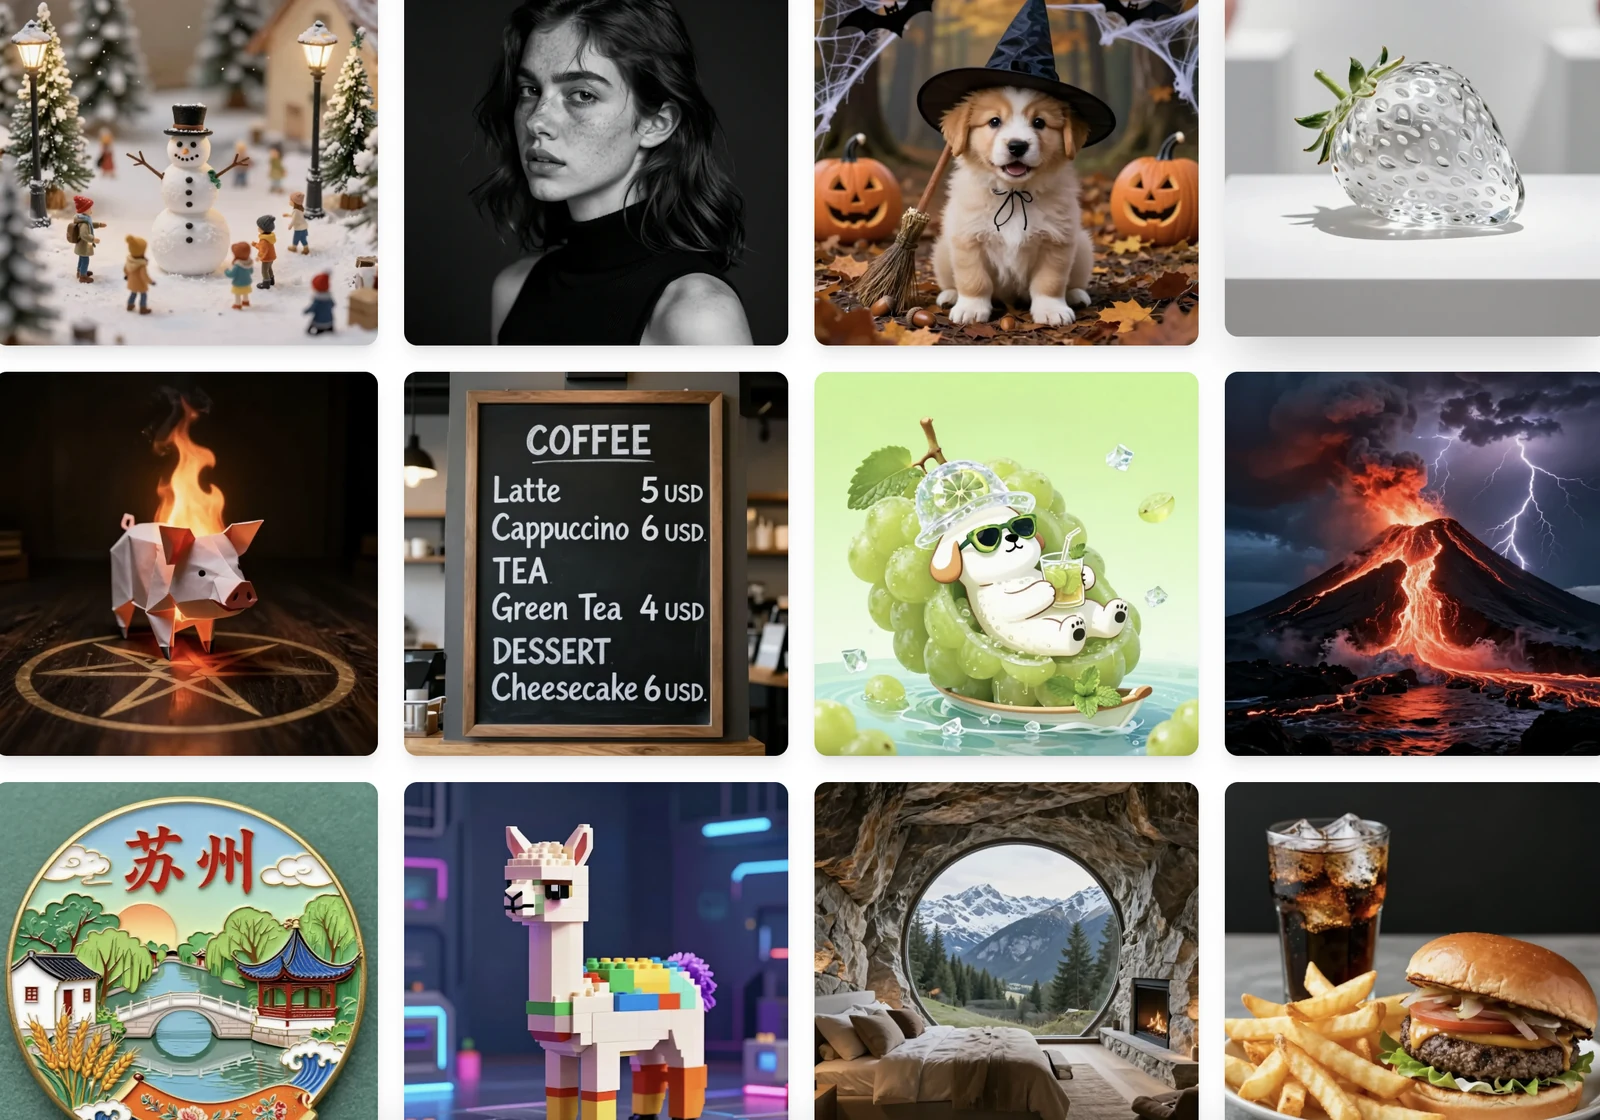 COFFEE
Latte 5 USD
Cappuccino 6 USD.
TEA
Green Tea 4 USD
DESSERT
Cheesecake 6 USD.
苏州